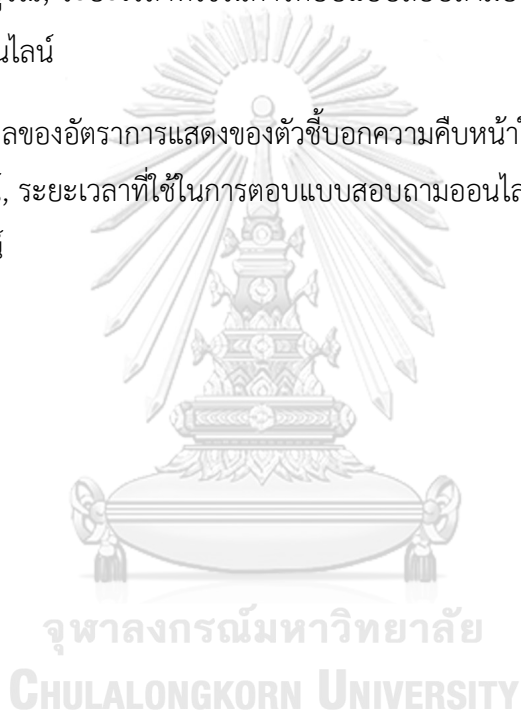 นไลน์
ลของอัตราการแสดงของตัวชี้บอกความคืบหน้าใ
, ระยะเวลาที่ใช้ในการตอบแบบสอบถามออนไล
จุฬาลงกรณ์มหาวิทยาลัย
CHULALONGKORN UNIVERSITY